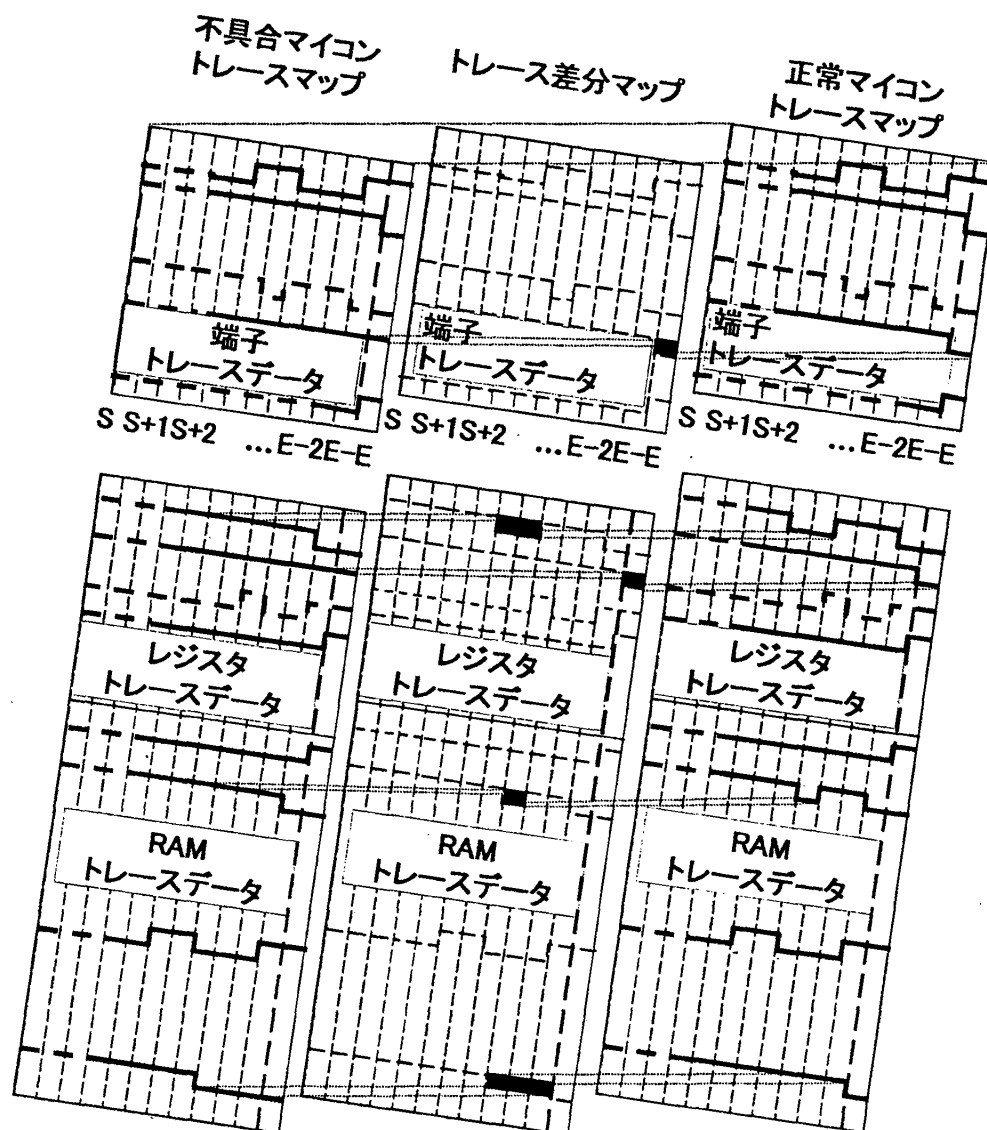 不具合マイコン
トレースマップ
トレース差分マップ
正常マイコン
トレースマップ
端子
トレースデータ
端子
トレースデータ
端子
トレースデータ
S S+1S+2 ...E-2E-E
S S+1S+2 ...E-2E-E
S S+1S+2 ...E-2E-E
レジスタ
トレースデータ
レジスタ
トレースデータ
レジスタ
トレースデータ
RAM
トレースデータ
RAM
トレースデータ
RAM
トレースデータ